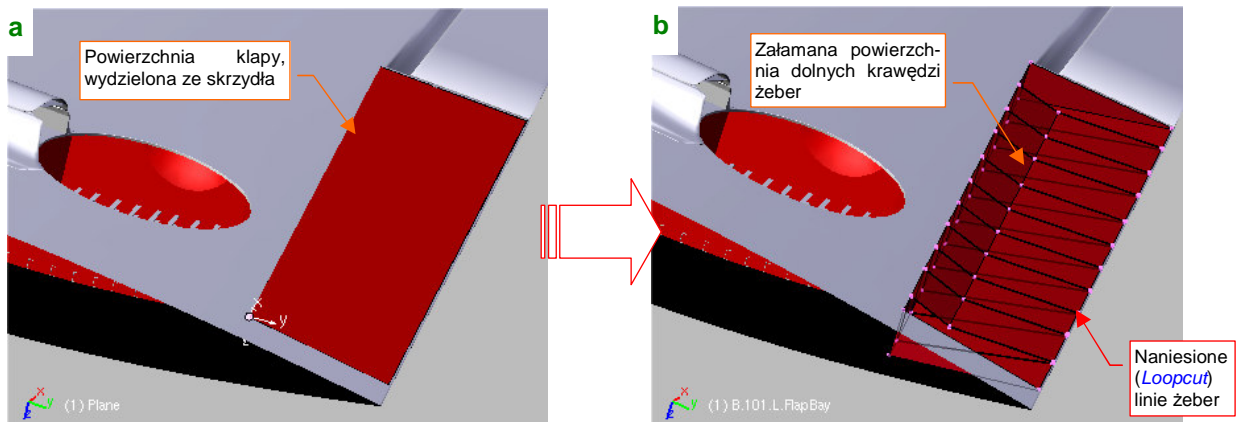 a
Powierzchnia klapy,
wydzielona ze skrzydła
x
y
z
x
y
z
(1) Plane
b
Załamana powierzch-
nia dolnych krawędzi
żeber
Naniesione
(Loopcut)
linie żeber
x
y
z
(1) B.101.L.FlapBay